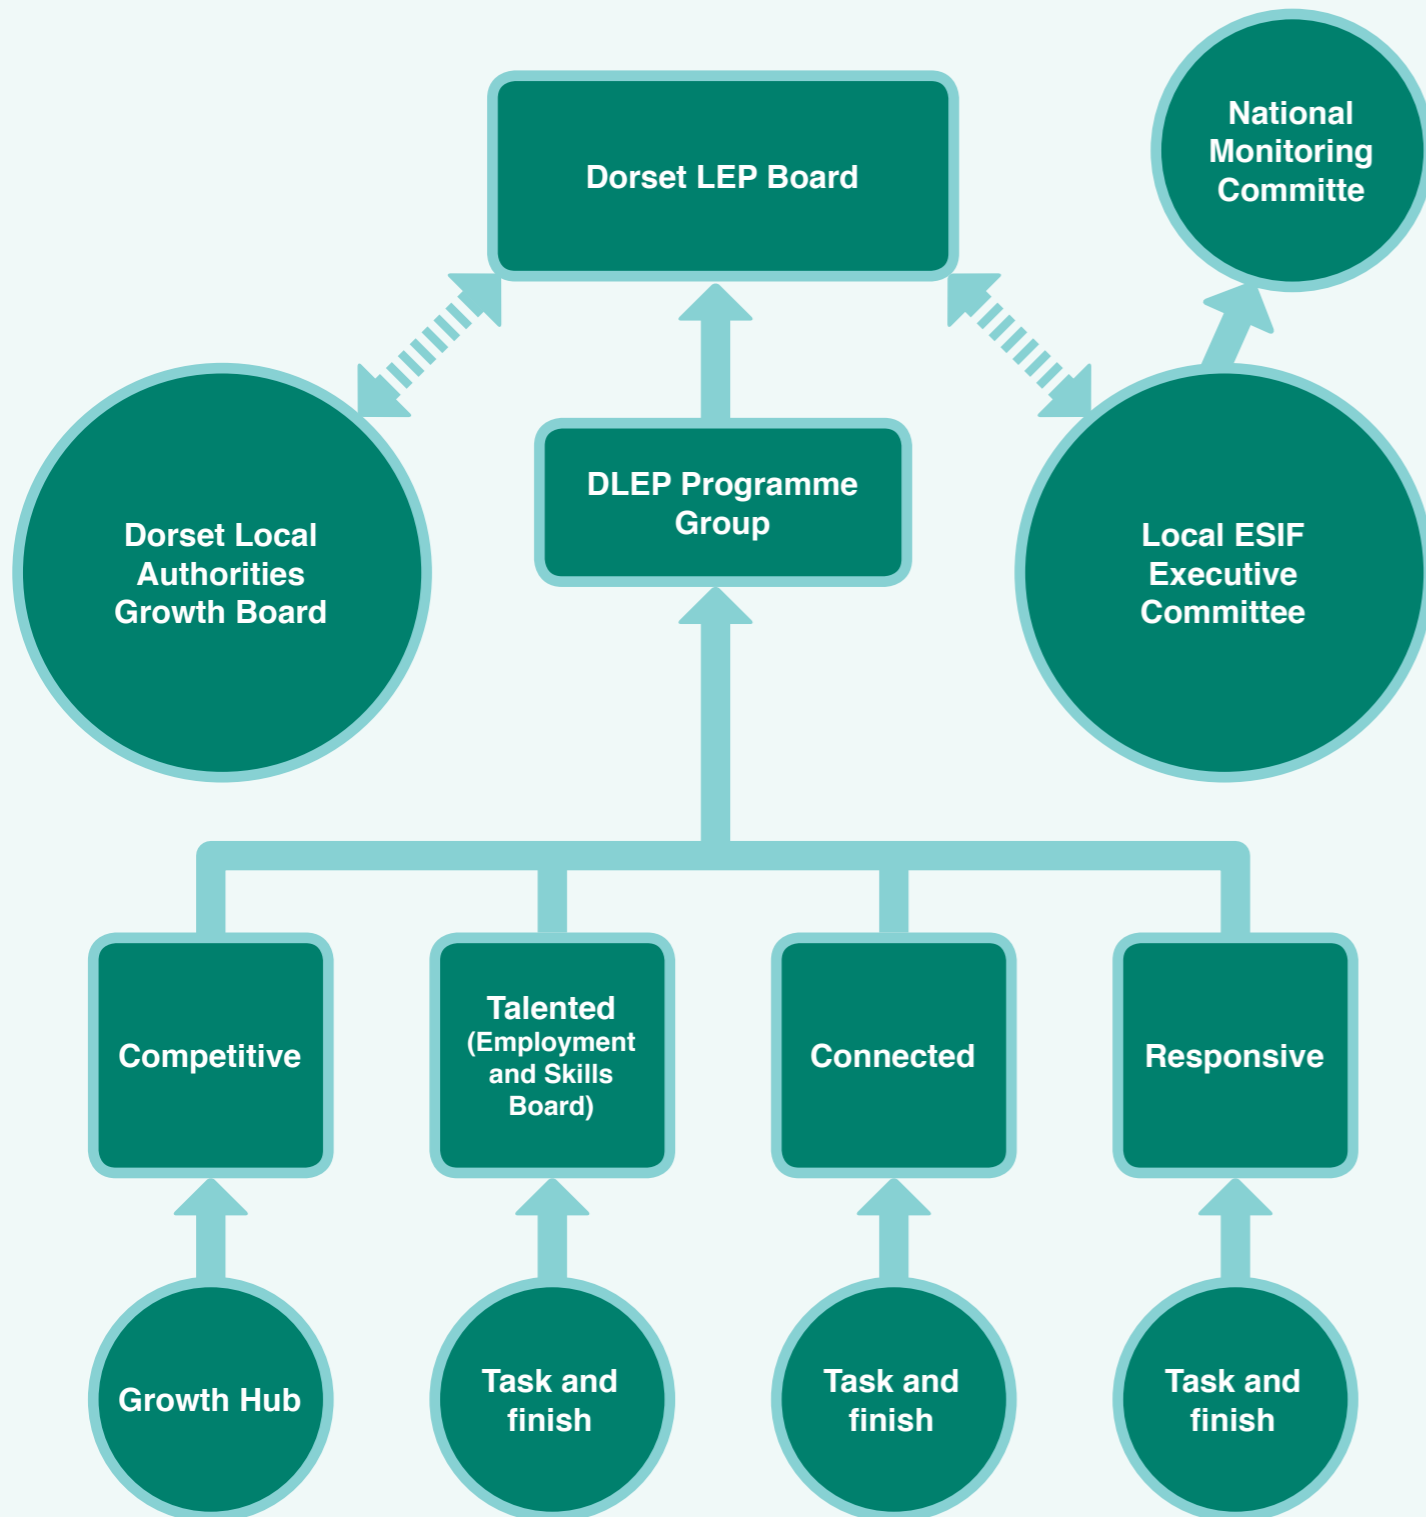 Dorset LEP Board
National
Monitoring
Committe
DLEP Programme
Group
Dorset Local
Authorities
Growth Board
Local ESIF
Executive
Committee
Competitive
Talented
(Employment
and Skills
Board)
Connected
Responsive
Growth Hub
Task and
finish
Task and
finish
Task and
finish